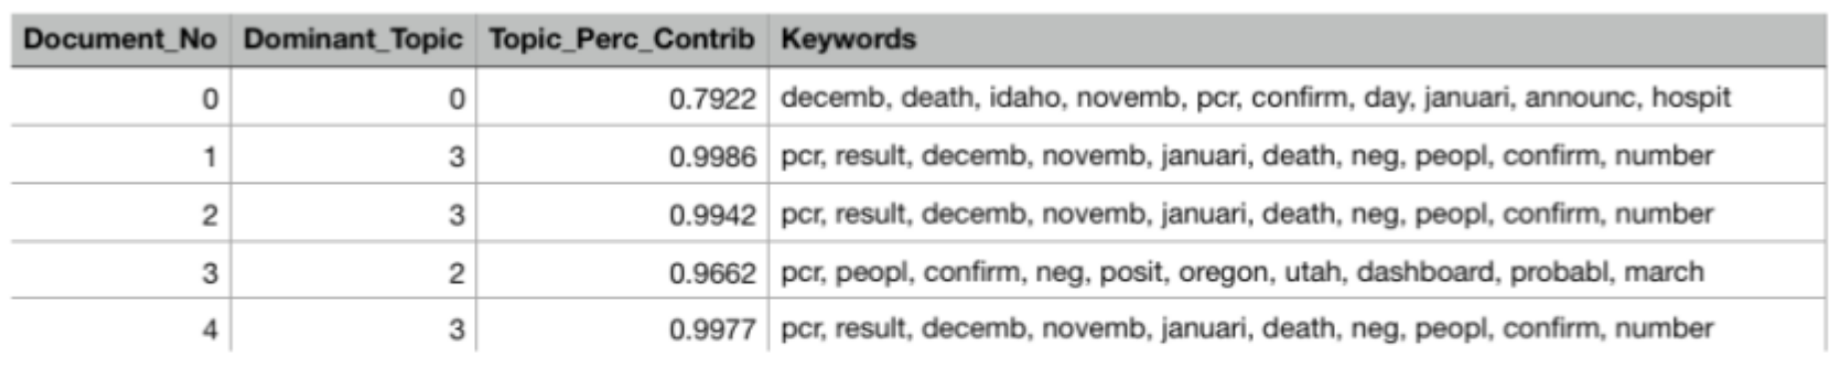 Document_No Dominant_Topic Topic_Perc_Contrib Keywords
0 0 0.7922 decemb, death, idaho, novemb, pcr, confirm, day, januari, announc, hospit
1 3 0.9986 pcr, result, decemb, novemb, januari, death, neg, peopl, confirm, number
2 3 0.9942 pcr, result, decemb, novemb, januari, death, neg, peopl, confirm, number
3 2 0.9662 pcr, peopl, confirm, neg, posit, oregon, utah, dashboard, probabl, march
4 3 0.9977 pcr, result, decemb, novemb, januari, death, neg, peopl, confirm, number